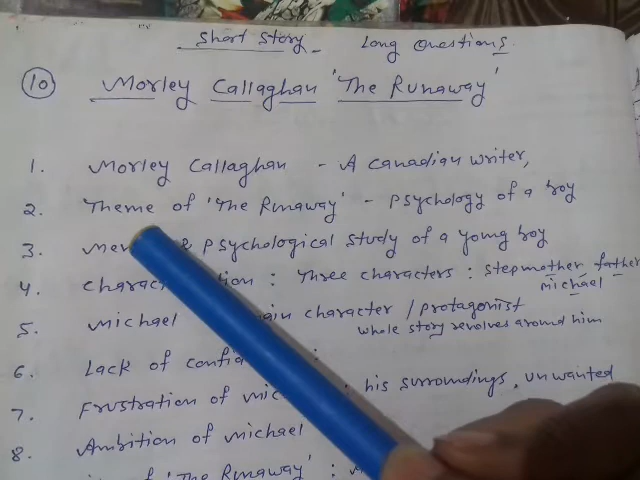 Short Story - Long Questions.
10 Morley Callaghan 'The Runaway'
1. Morley Callaghan - A Canadian writer,
2. Theme of 'The Runaway' - Psychology of a boy
3. & Psychological study of a young boy
4. : Three characters : stepmother, father
michael
5. michael character / protagonist
whole story revolves around him
6. Lack of :
7. Frustration of : his surroundings, unwanted
8. Ambition of michael
of 'The Runaway' :